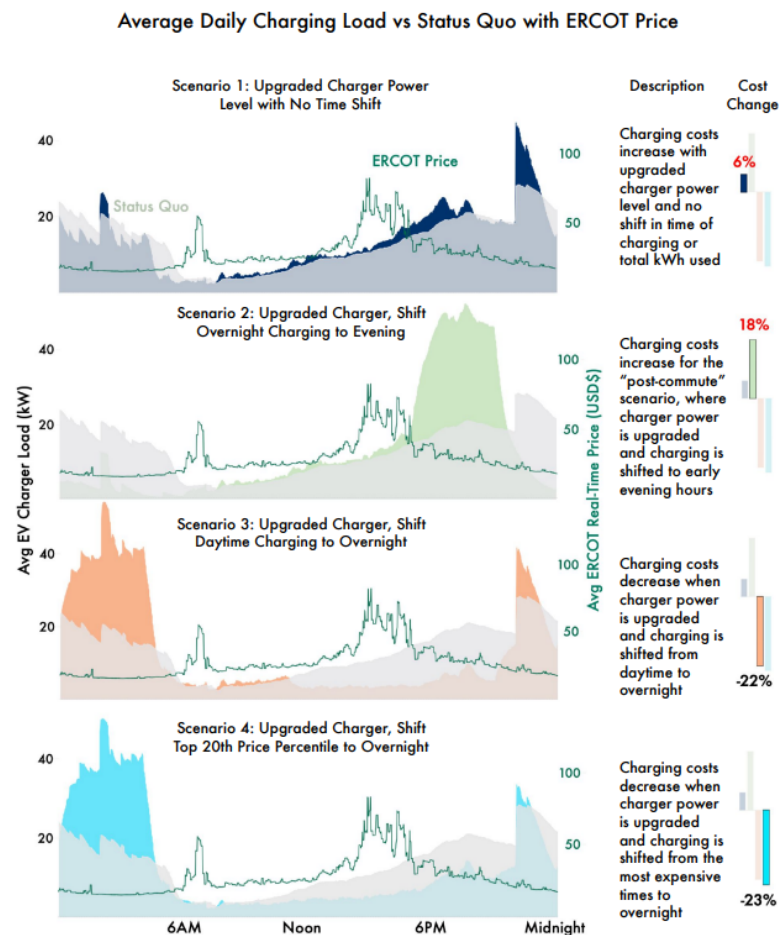 Average Daily Charging Load vs Status Quo with ERCOT Price
Scenario 1: Upgraded Charger Power
Level with No Time Shift
Description
Cost
Change
40
20
Status Quo
ERCOT Price
100
50
Charging costs
increase with
upgraded
charger power
level and no
shift in time of
charging or
total kWh used
6%
Scenario 2: Upgraded Charger, Shift
Overnight Charging to Evening
40
20
100
50
Charging costs
increase for the
“post-commute”
scenario, where
charger power
is upgraded
and charging is
shifted to early
evening hours
18%
Avg EV Charger Load (kW)
Avg ERCOT Real-Time Price (USD$)
Scenario 3: Upgraded Charger, Shift
Daytime Charging to Overnight
40
20
100
50
Charging costs
decrease when
charger power
is upgraded
and charging is
shifted from
daytime to
overnight
-22%
Scenario 4: Upgraded Charger, Shift
Top 20th Price Percentile to Overnight
40
20
100
50
Charging costs
decrease when
charger power
is upgraded
and charging is
shifted from the
most expensive
times to
overnight
-23%
6AM
Noon
6PM
Midnight